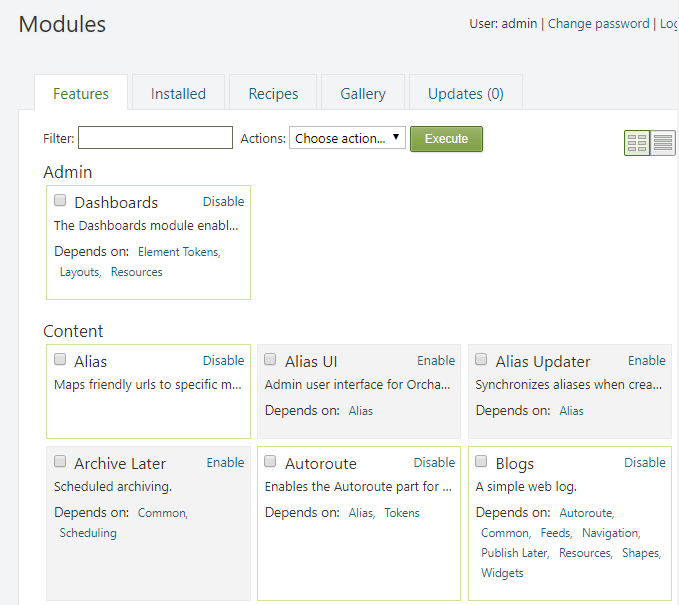 Modules
User: admin | Change password | Log
Features Installed Recipes Gallery Updates (0)
Filter: Actions: Choose action... Execute
Admin
Dashboards Disable
The Dashboards module enabl...
Depends on: Element Tokens,
Layouts, Resources
Content
Alias Disable
Maps friendly urls to specific m...
Alias UI Enable
Admin user interface for Orcha...
Depends on: Alias
Alias Updater Enable
Synchronizes aliases when crea...
Depends on: Alias
Archive Later Enable
Scheduled archiving.
Depends on: Common,
Scheduling
Autoroute Disable
Enables the Autoroute part for ...
Depends on: Alias, Tokens
Blogs Disable
A simple web log.
Depends on: Autoroute,
Common, Feeds, Navigation,
Publish Later, Resources, Shapes,
Widgets